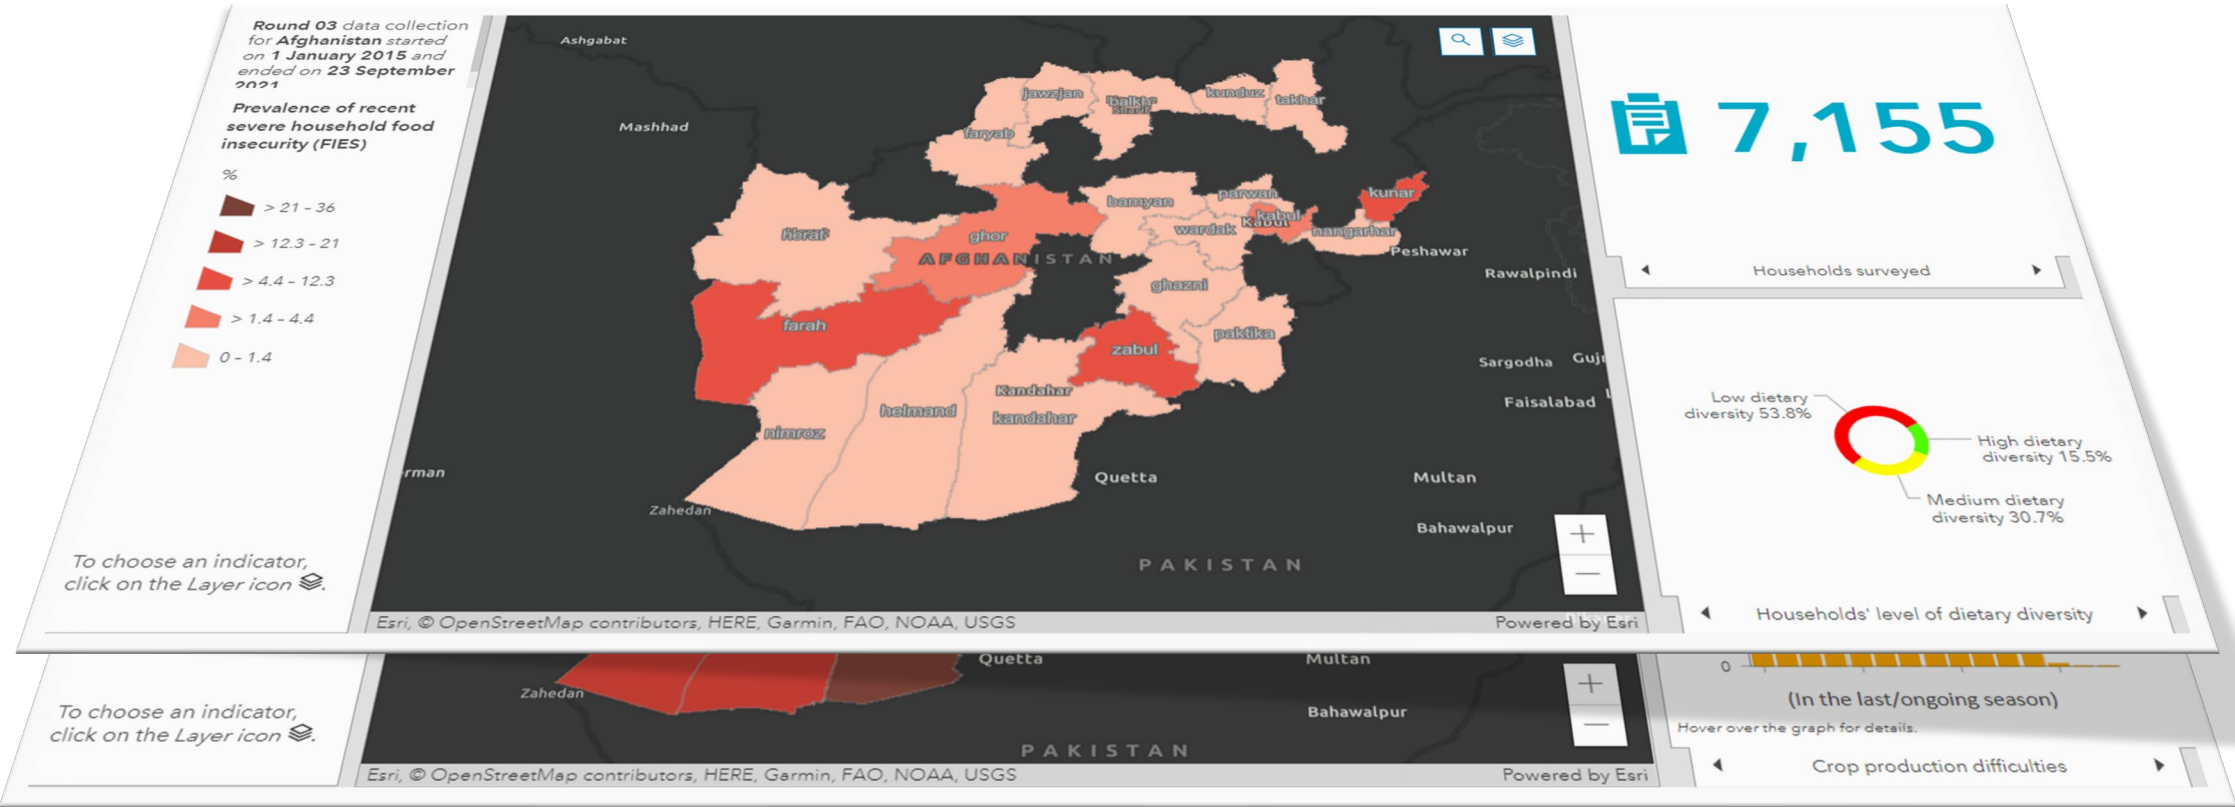 Round 03 data collection
for Afghanistan started
on 1 January 2015 and
ended on 23 September
2021
Prevalence of recent
severe household food
insecurity (FIES)
%
> 21 - 36
> 12.3 - 21
> 4.4 - 12.3
> 1.4 - 4.4
0 - 1.4
To choose an indicator,
click on the Layer icon
Ashgabat
Mashhad
jawzjan
balkh
kunduz
takhar
faryab
kunar
bamyan
parwan
kabul
Kabul
herat
ghor
wardak
nangarhar
AFGHANISTAN
Peshawar
Rawalpindi
ghazni
farah
paktika
zabul
Sargodha
Guj
Kandahar
Faisalabad
helmand
kandahar
nimroz
rman
Quetta
Multan
Zahedan
Bahawalpur
PAKISTAN
+
−
Esri, © OpenStreetMap contributors, HERE, Garmin, FAO, NOAA, USGS
Powered by Esri
7,155
Households surveyed
Low dietary
diversity 53.8%
High dietary
diversity 15.5%
Medium dietary
diversity 30.7%
Households' level of dietary diversity
To choose an indicator,
click on the Layer icon
Quetta
Multan
Zahedan
Bahawalpur
PAKISTAN
+
−
Esri, © OpenStreetMap contributors, HERE, Garmin, FAO, NOAA, USGS
Powered by Esri
0
(In the last/ongoing season)
Hover over the graph for details.
Crop production difficulties